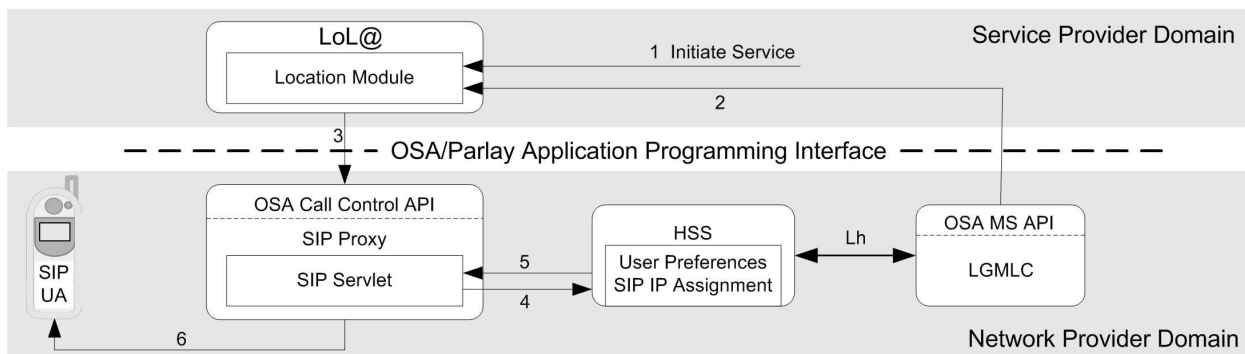 LoL@
Service Provider Domain
1 Initiate Service
Location Module
2
3
OSA/Parlay Application Programming Interface
OSA Call Control API
OSA MS API
SIP Proxy
HSS
Lh
SIP
UA
SIP Servlet
5
User Preferences
SIP IP Assignment
LGMLC
4
6
Network Provider Domain